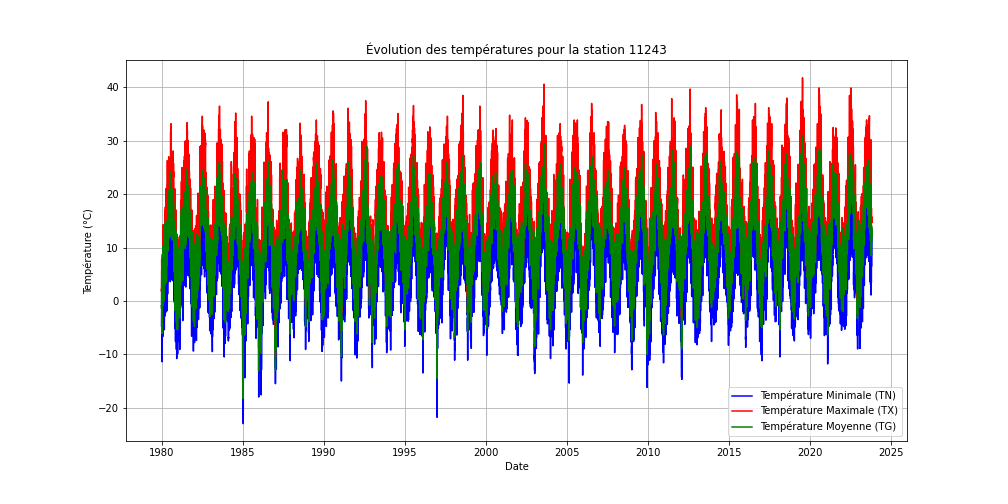 Évolution des températures pour la station 11243
Température (°C)
40
30
20
10
0
−10
−20
1980
1985
1990
1995
2000
2005
2010
2015
2020
2025
Date
Température Minimale (TN)
Température Maximale (TX)
Température Moyenne (TG)